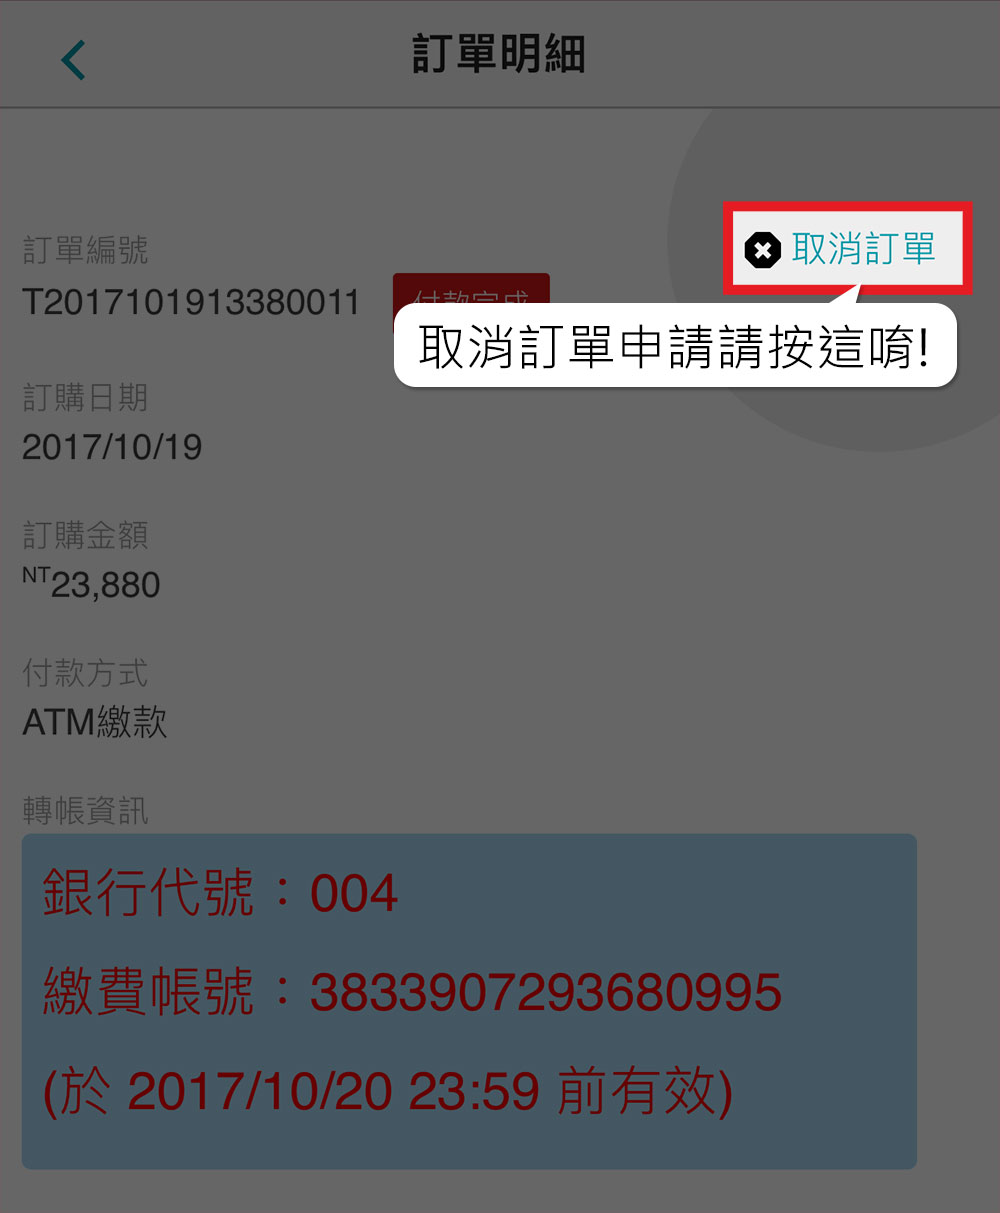 訂單明細
取消訂單
訂單編號
T2017101913380011
付款完成
取消訂單申請請按這唷!
訂購日期
2017/10/19
訂購金額
NT23,880
付款方式
ATM繳款
轉帳資訊
銀行代號：004
繳費帳號：3833907293680995
(於 2017/10/20 23:59 前有效)